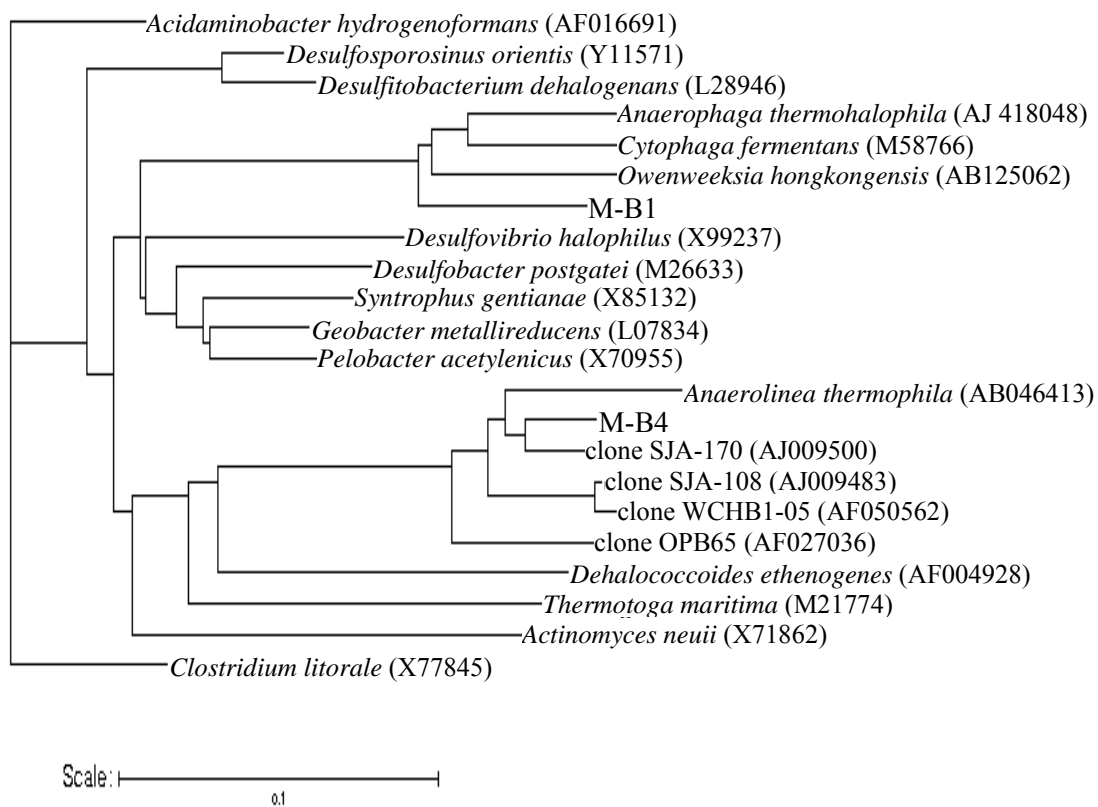 Acidaminobacter hydrogenoformans (AF016691)
Desulfosporosinus orientis (Y11571)
Desulfitobacterium dehalogenans (L28946)
Anaerophaga thermohalophila (AJ 418048)
Cytophaga fermentans (M58766)
Owenweeksia hongkongensis (AB125062)
M-B1
Desulfovibrio halophilus (X99237)
Desulfobacter postgatei (M26633)
Syntrophus gentianae (X85132)
Geobacter metallireducens (L07834)
Pelobacter acetylenicus (X70955)
Anaerolinea thermophila (AB046413)
M-B4
clone SJA-170 (AJ009500)
clone SJA-108 (AJ009483)
clone WCHB1-05 (AF050562)
clone OPB65 (AF027036)
Dehalococcoides ethenogenes (AF004928)
Thermotoga maritima (M21774)
Actinomyces neuii (X71862)
Clostridium litorale (X77845)
Scale:
0.1